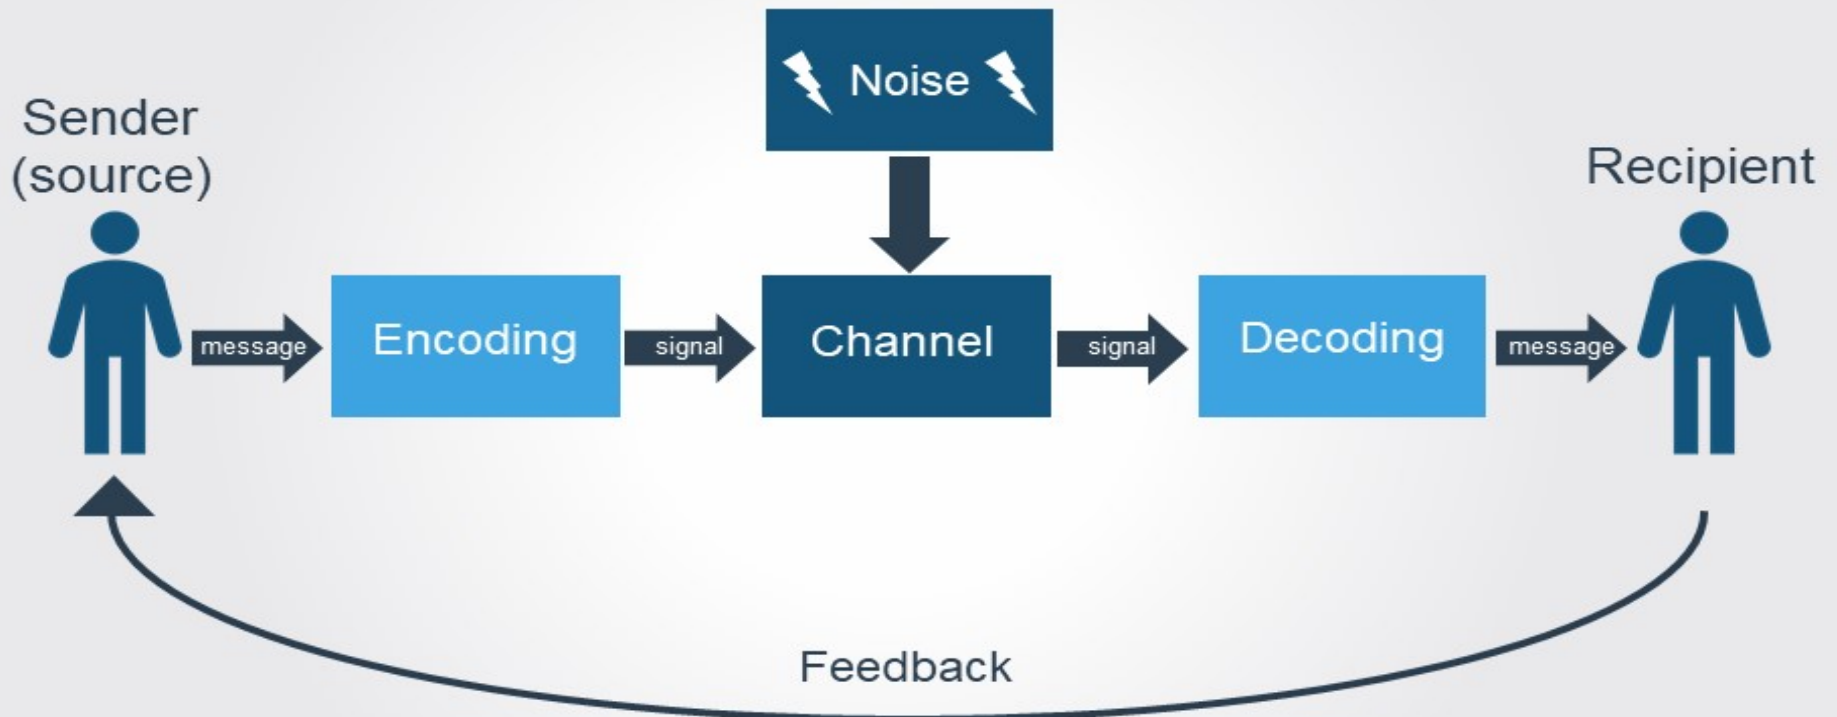 Noise
Sender
(source)
Recipient
message
Encoding
signal
Channel
signal
Decoding
message
Feedback